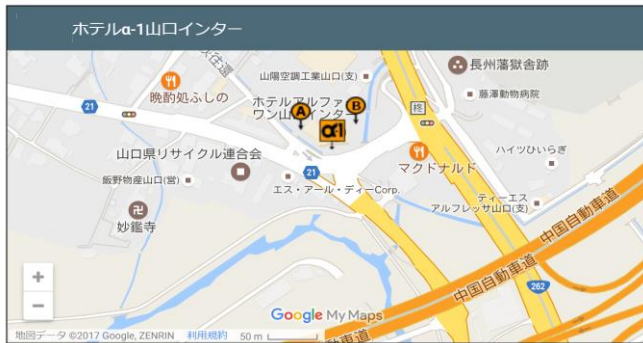 ホテルα-1山口インター
長州藩獄舎跡
山陽空調工業山口(支)
藤澤動物病院
晩酌処ふしの
ホテルアルファ
ワン山口インター
A
B
α-1
柊
21
山口県リサイクル連合会
マクドナルド
ハイツひいらぎ
飯野物産山口(営)
21
エス・アール・ディーCorp.
ティーエス
アルフレッサ山口(支)
卍
妙鑑寺
中国自動車道
中国自動車道
262
+
−
Google My Maps
地図データ ©2017 Google, ZENRIN 利用規約 50 m